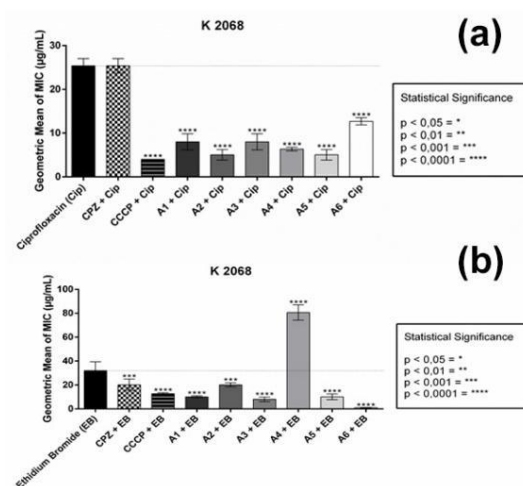 K 2068
(a)
Geometric Mean of MIC (µg/mL)
30
20
10
0
****
****
****
****
****
****
****
Ciprofloxacin (Cip)
CPZ + Cip
CCCP + Cip
A1 + Cip
A2 + Cip
A3 + Cip
A4 + Cip
A5 + Cip
A6 + Cip
Statistical Significance
p < 0,05 = *
p < 0,01 = **
p < 0,001 = ***
p < 0,0001 = ****
K 2068
(b)
Geometric Mean of MIC (µg/mL)
100
80
60
40
20
0
***
****
****
***
****
****
****
****
Ethidium Bromide (EB)
CPZ + EB
CCCP + EB
A1 + EB
A2 + EB
A3 + EB
A4 + EB
A5 + EB
A6 + EB
Statistical Significance
p < 0,05 = *
p < 0,01 = **
p < 0,001 = ***
p < 0,0001 = ****